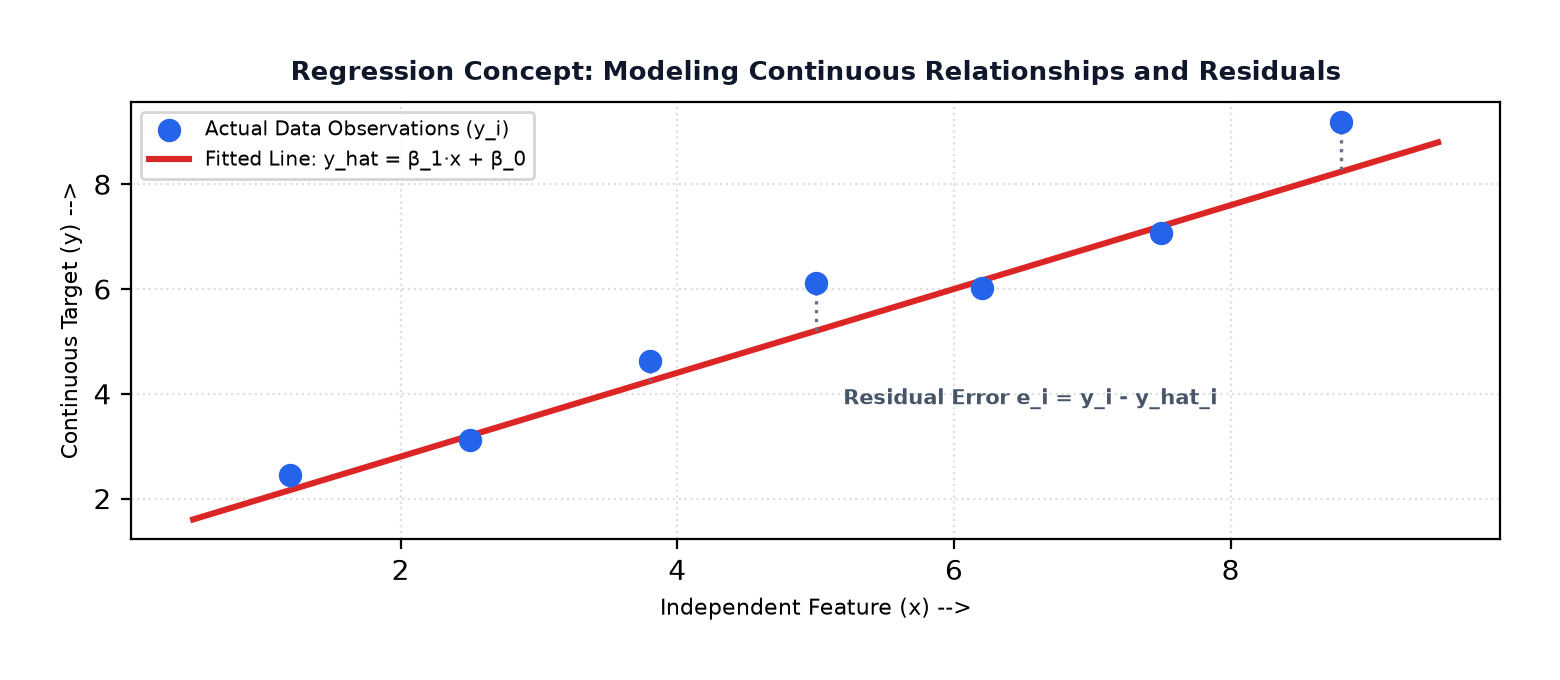 Regression Concept: Modeling Continuous Relationships and Residuals
Actual Data Observations (y_i)
Fitted Line: y_hat = β_1·x + β_0
Continuous Target (y) -->
8
6
4
2
Residual Error e_i = y_i - y_hat_i
2
4
6
8
Independent Feature (x) -->